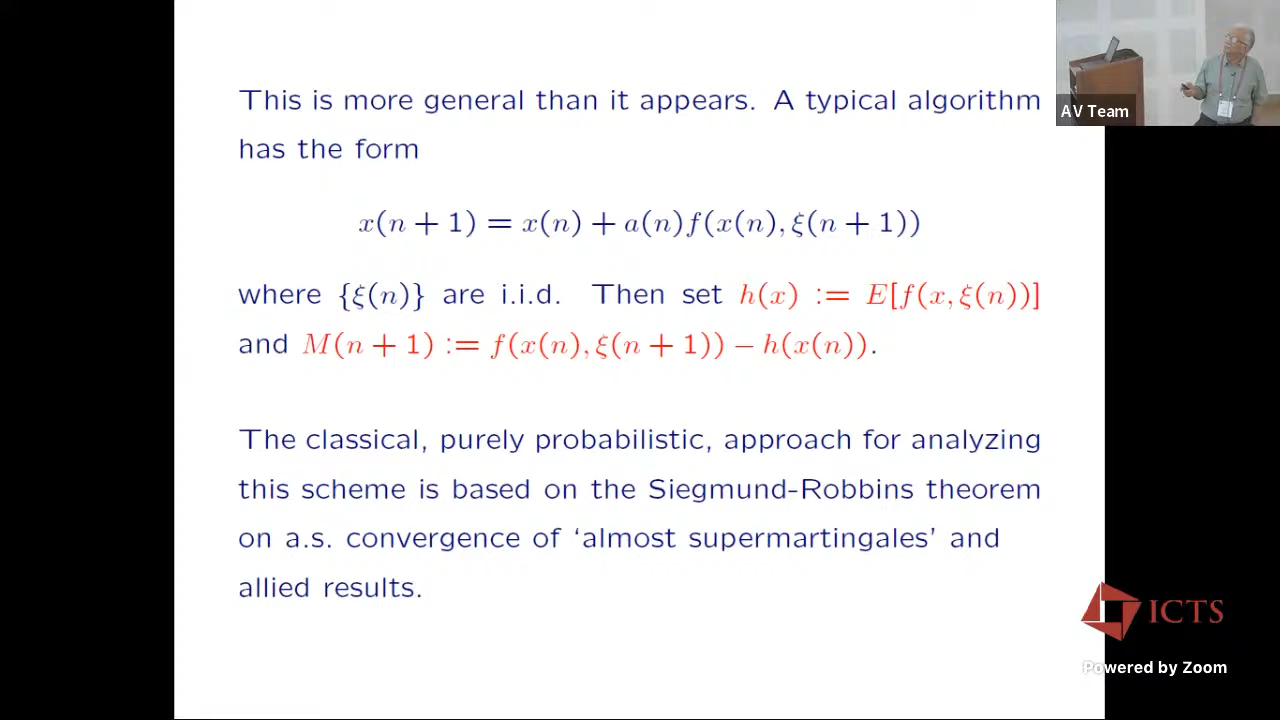 This is more general than it appears. A typical algorithm
has the form
x(n + 1) = x(n) + a(n)f(x(n), ξ(n + 1))
where {ξ(n)} are i.i.d. Then set h(x) := E[f(x, ξ(n))]
and M(n + 1) := f(x(n), ξ(n + 1)) − h(x(n)).
The classical, purely probabilistic, approach for analyzing
this scheme is based on the Siegmund-Robbins theorem
on a.s. convergence of ‘almost supermartingales’ and
allied results.
AV Team
ICTS
Powered by Zoom